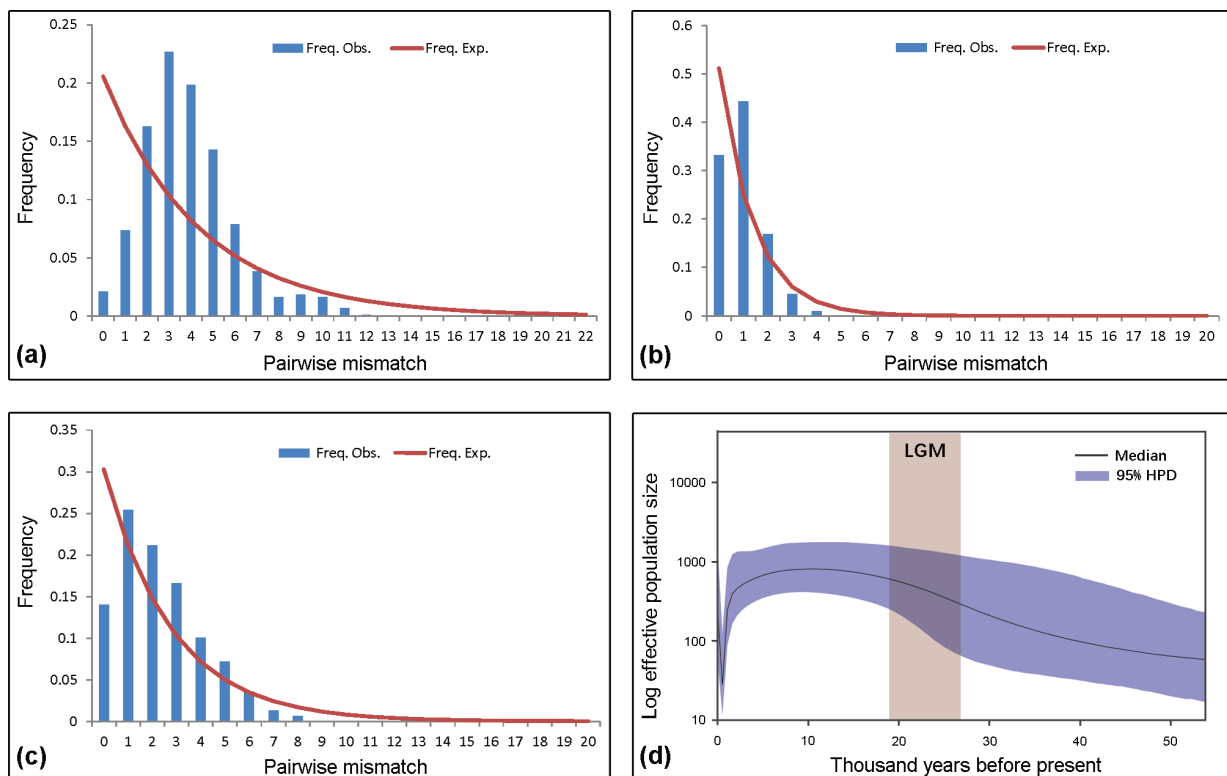 0.25
0.2
0.15
0.1
0.05
0
Frequency
Freq. Obs.
Freq. Exp.
0 1 2 3 4 5 6 7 8 9 10 11 12 13 14 15 16 17 18 19 20 21 22
(a)
Pairwise mismatch
0.6
0.5
0.4
0.3
0.2
0.1
0
Frequency
Freq. Obs.
Freq. Exp.
0 1 2 3 4 5 6 7 8 9 10 11 12 13 14 15 16 17 18 19 20
(b)
Pairwise mismatch
0.35
0.3
0.25
0.2
0.15
0.1
0.05
0
Frequency
Freq. Obs.
Freq. Exp.
0 1 2 3 4 5 6 7 8 9 10 11 12 13 14 15 16 17 18 19 20
(c)
Pairwise mismatch
LGM
Median
95% HPD
10000
1000
100
10
Log effective population size
0 10 20 30 40 50
(d)
Thousand years before present